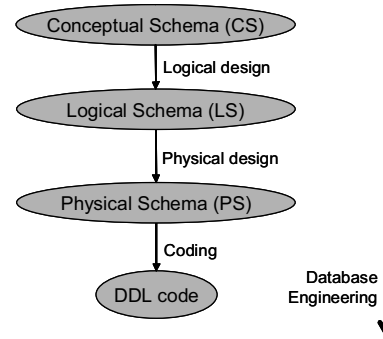 Conceptual Schema (CS)
Logical design
Logical Schema (LS)
Physical design
Physical Schema (PS)
Coding
DDL code
Database
Engineering